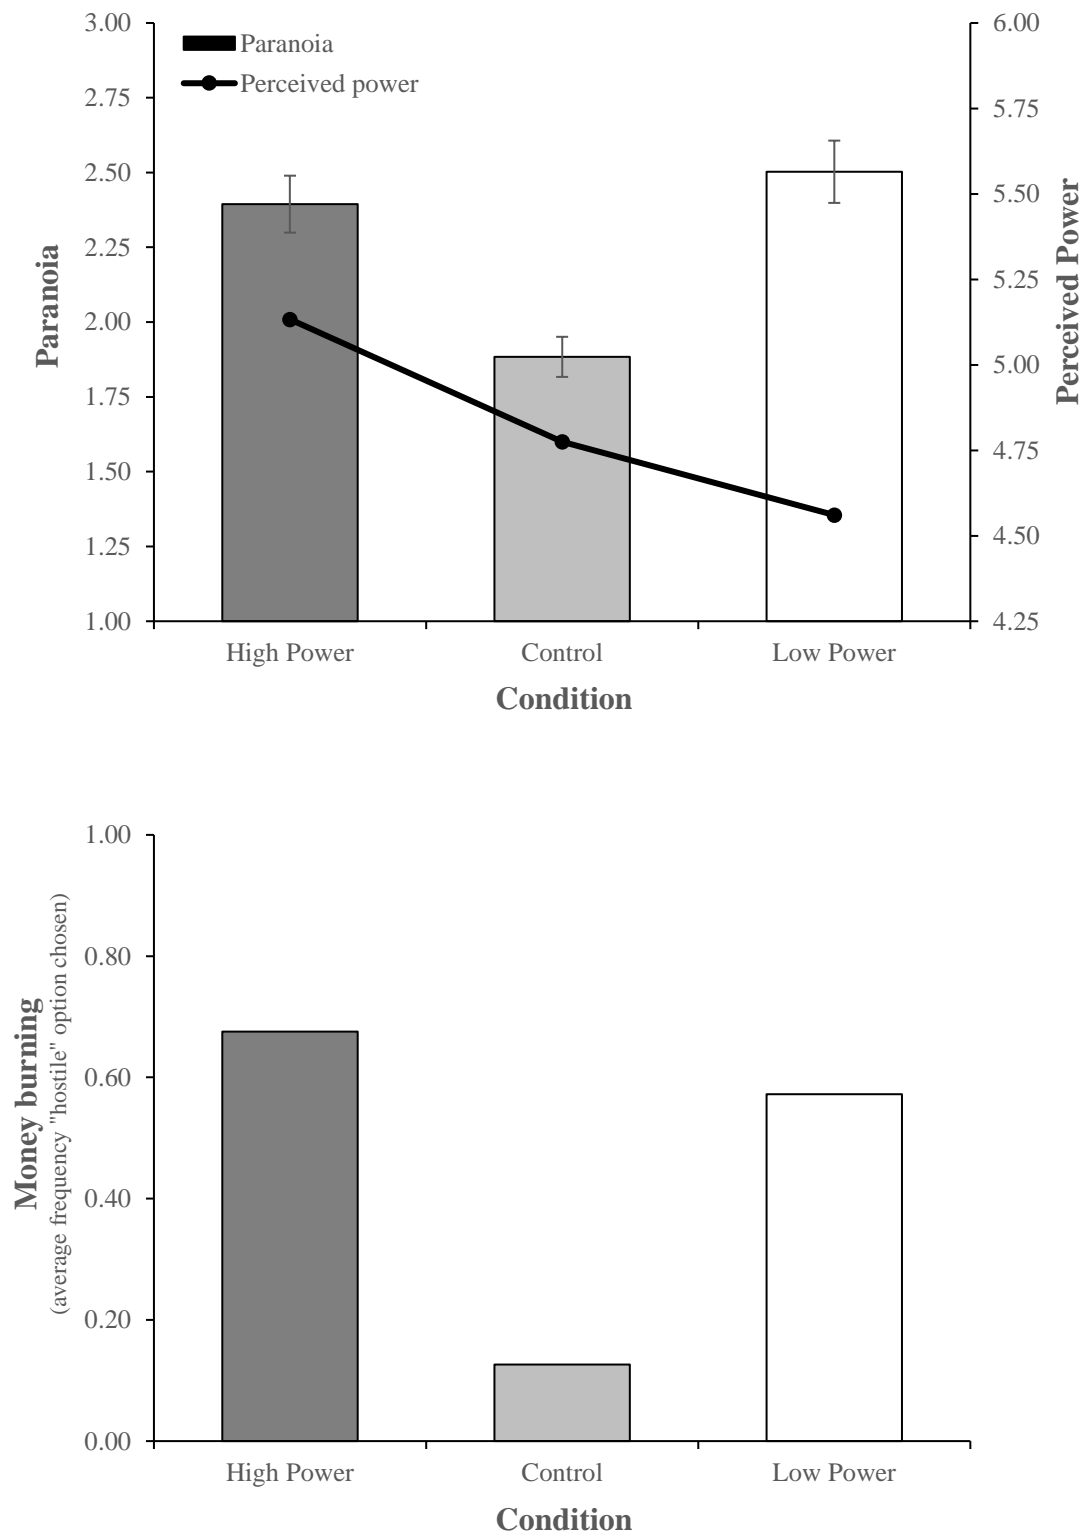 3.00
2.75
2.50
2.25
2.00
1.75
1.50
1.25
1.00
Paranoia
Paranoia
Perceived power
6.00
5.75
5.50
5.25
5.00
4.75
4.50
4.25
Perceived Power
High Power
Control
Low Power
Condition
1.00
0.80
0.60
0.40
0.20
0.00
Money burning
(average frequency "hostile" option chosen)
High Power
Control
Low Power
Condition